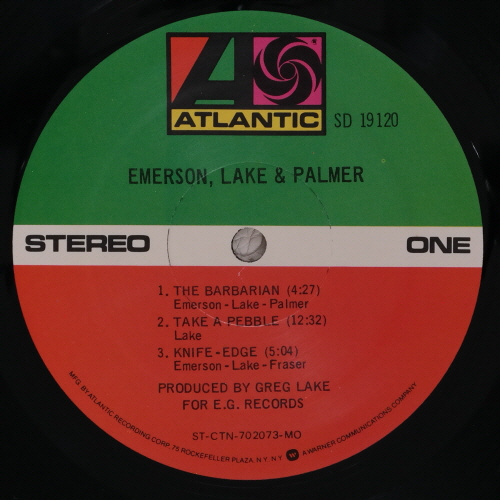 ATLANTIC
SD 19120
EMERSON, LAKE & PALMER
STEREO ONE
1. THE BARBARIAN (4:27)
Emerson - Lake - Palmer
2. TAKE A PEBBLE (12:32)
Lake
3. KNIFE-EDGE (5:04)
Emerson - Lake - Fraser
PRODUCED BY GREG LAKE
FOR E.G. RECORDS
ST-CTN-702073-MO
MFG. BY ATLANTIC RECORDING CORP. 75 ROCKEFELLER PLAZA, N.Y. N.Y. A WARNER COMMUNICATIONS COMPANY